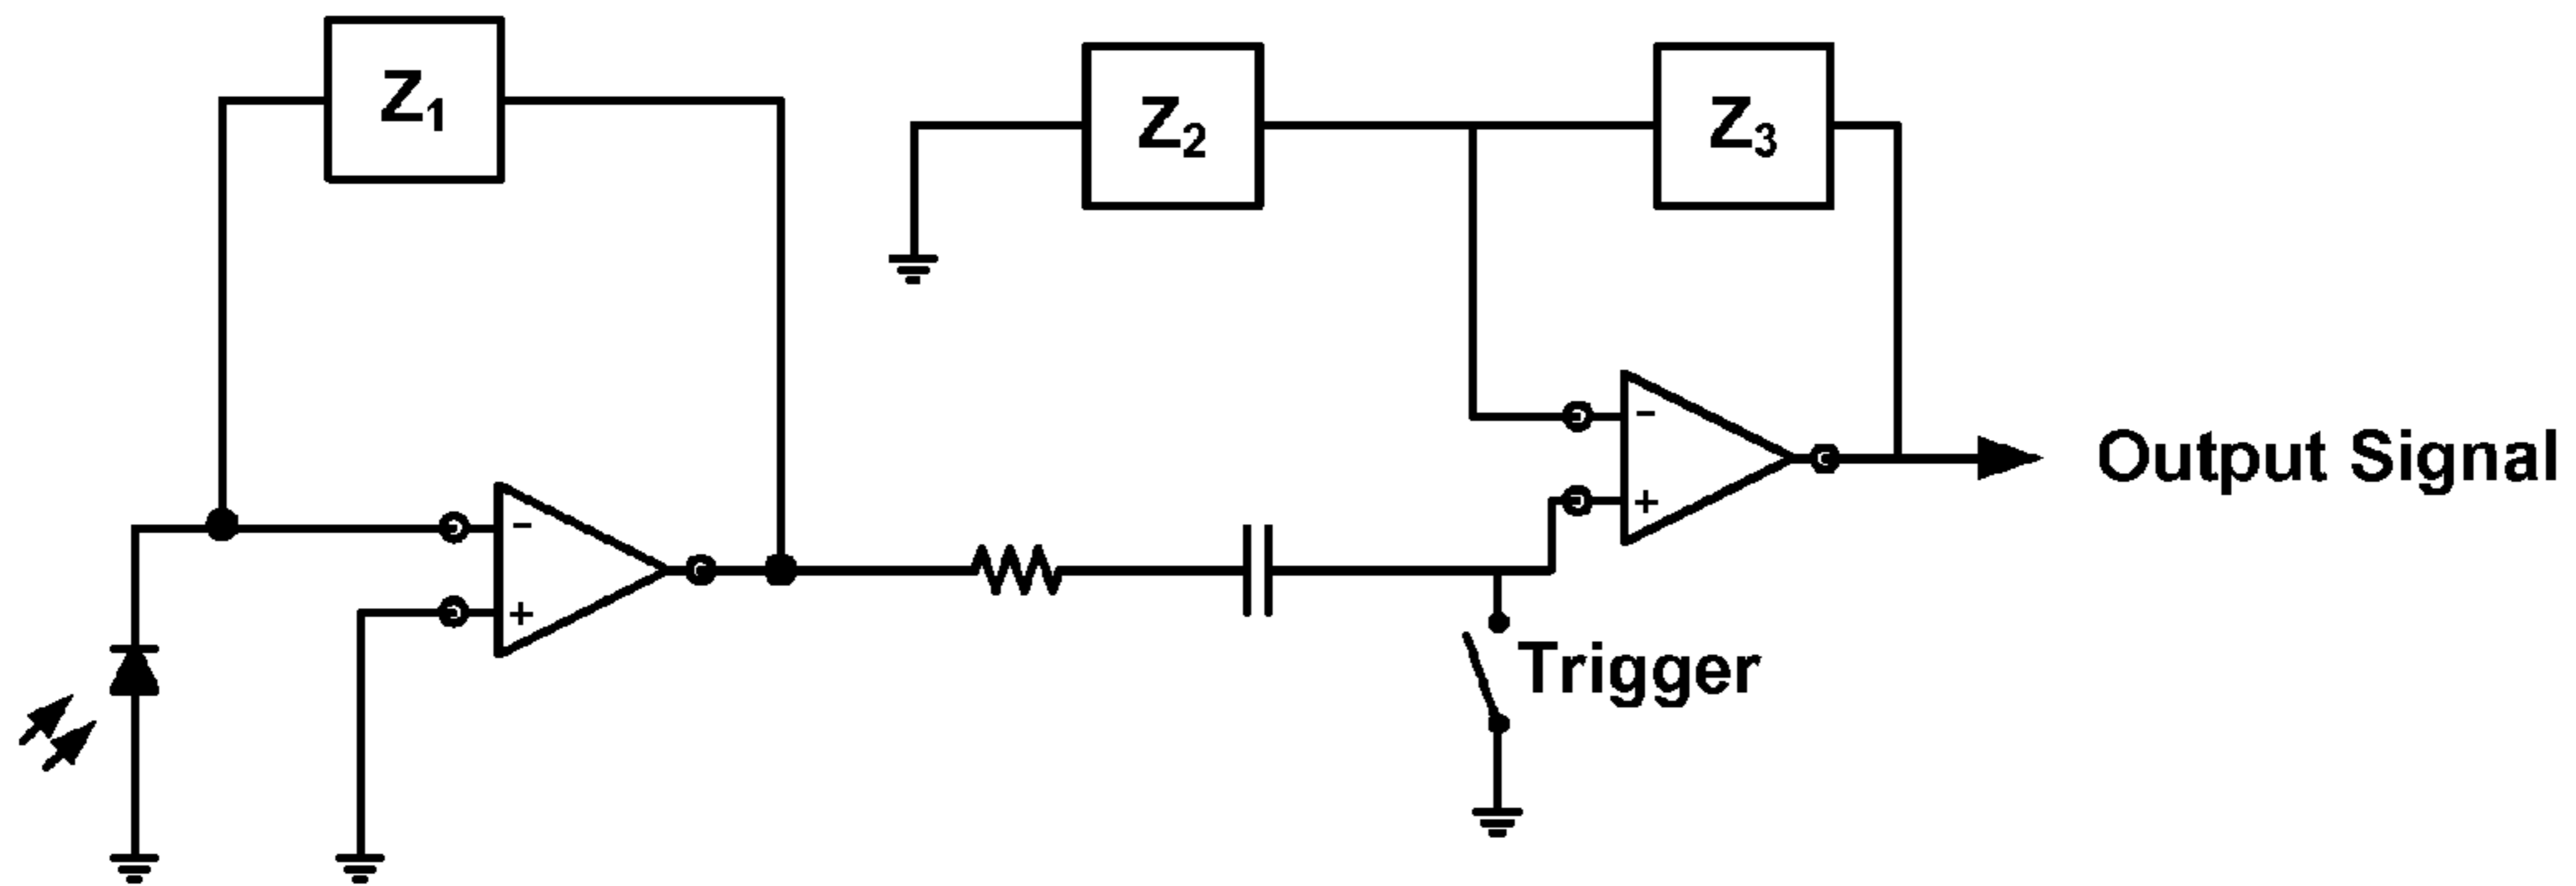 Z1
Z2
Z3
-
+
-
+
Output Signal
Trigger